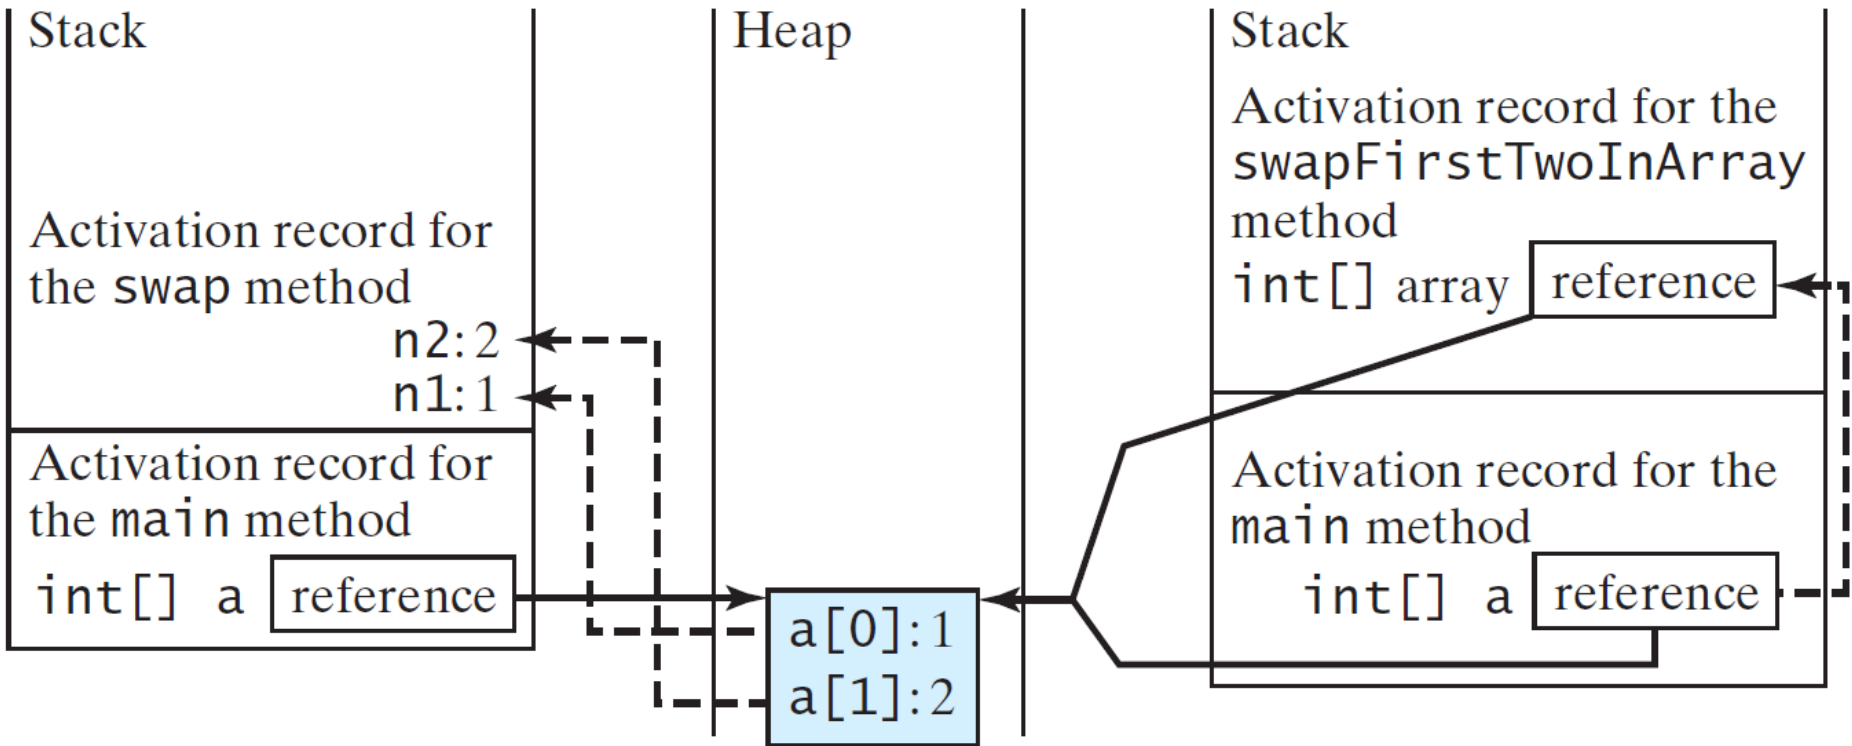 Stack
Activation record for
the swap method
n2: 2
n1: 1
Activation record for
the main method
int[] a reference
Heap
a[0]: 1
a[1]: 2
Stack
Activation record for the
swapFirstTwoInArray
method
int[] array reference
Activation record for the
main method
int[] a reference